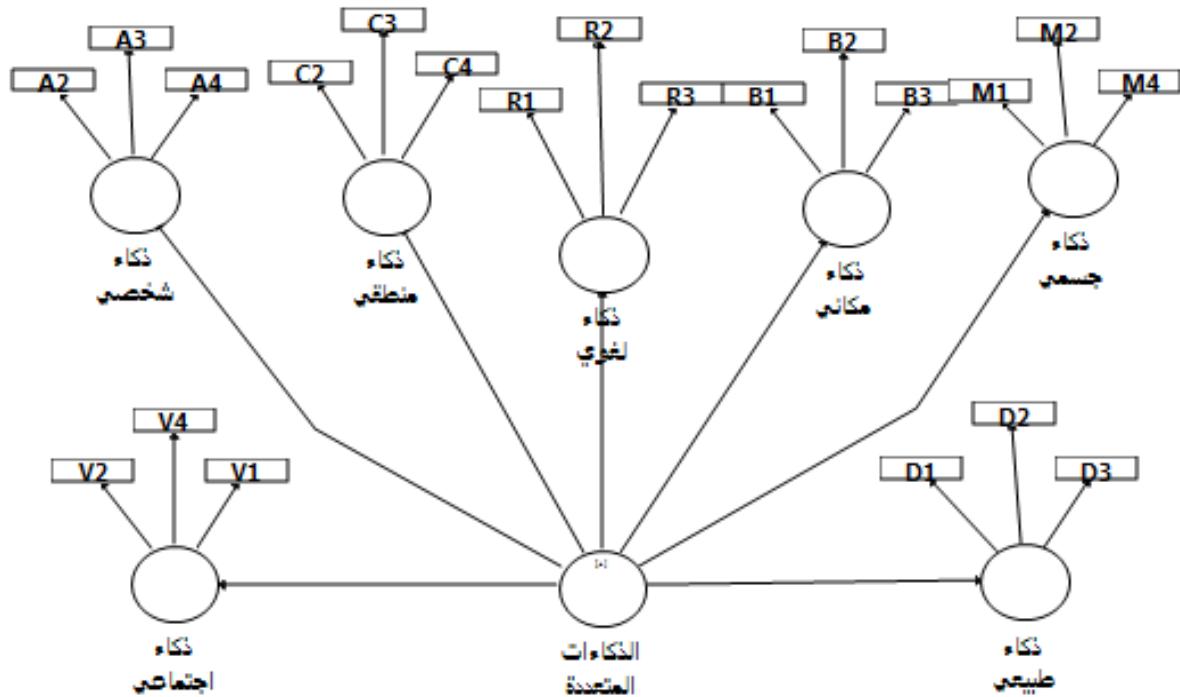 C3
R2
M2
A3
B2
C2
C4
A2
A4
M1
M4
R1
R3
B1
B3
ذكاء
شخصي
ذكاء
منطقي
ذكاء
لغوي
ذكاء
مكاني
ذكاء
جسمي
V4
D2
V2
V1
D1
D3
ذكاء
اجتماعي
الذكاءات
المتعددة
ذكاء
طبيعي